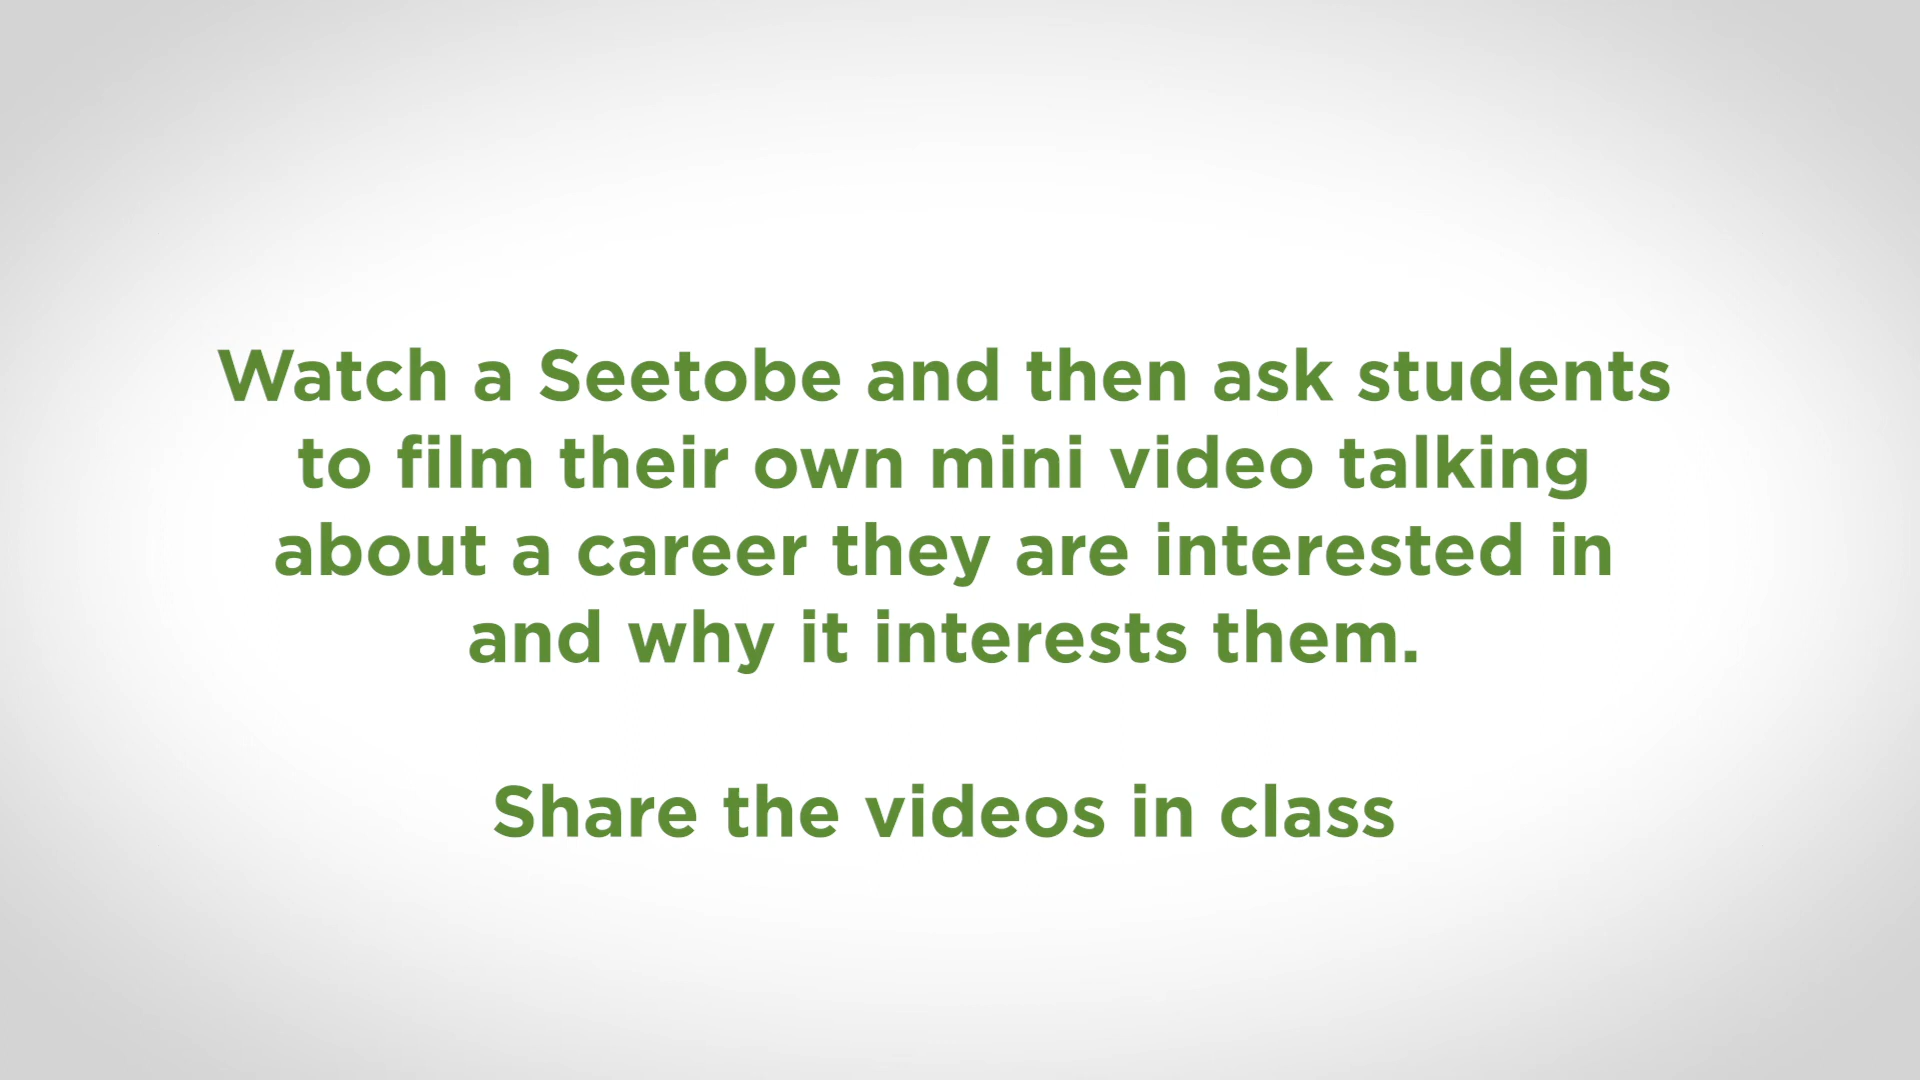 Watch a Seetobe and then ask students
to film their own mini video talking
about a career they are interested in
and why it interests them.
Share the videos in class